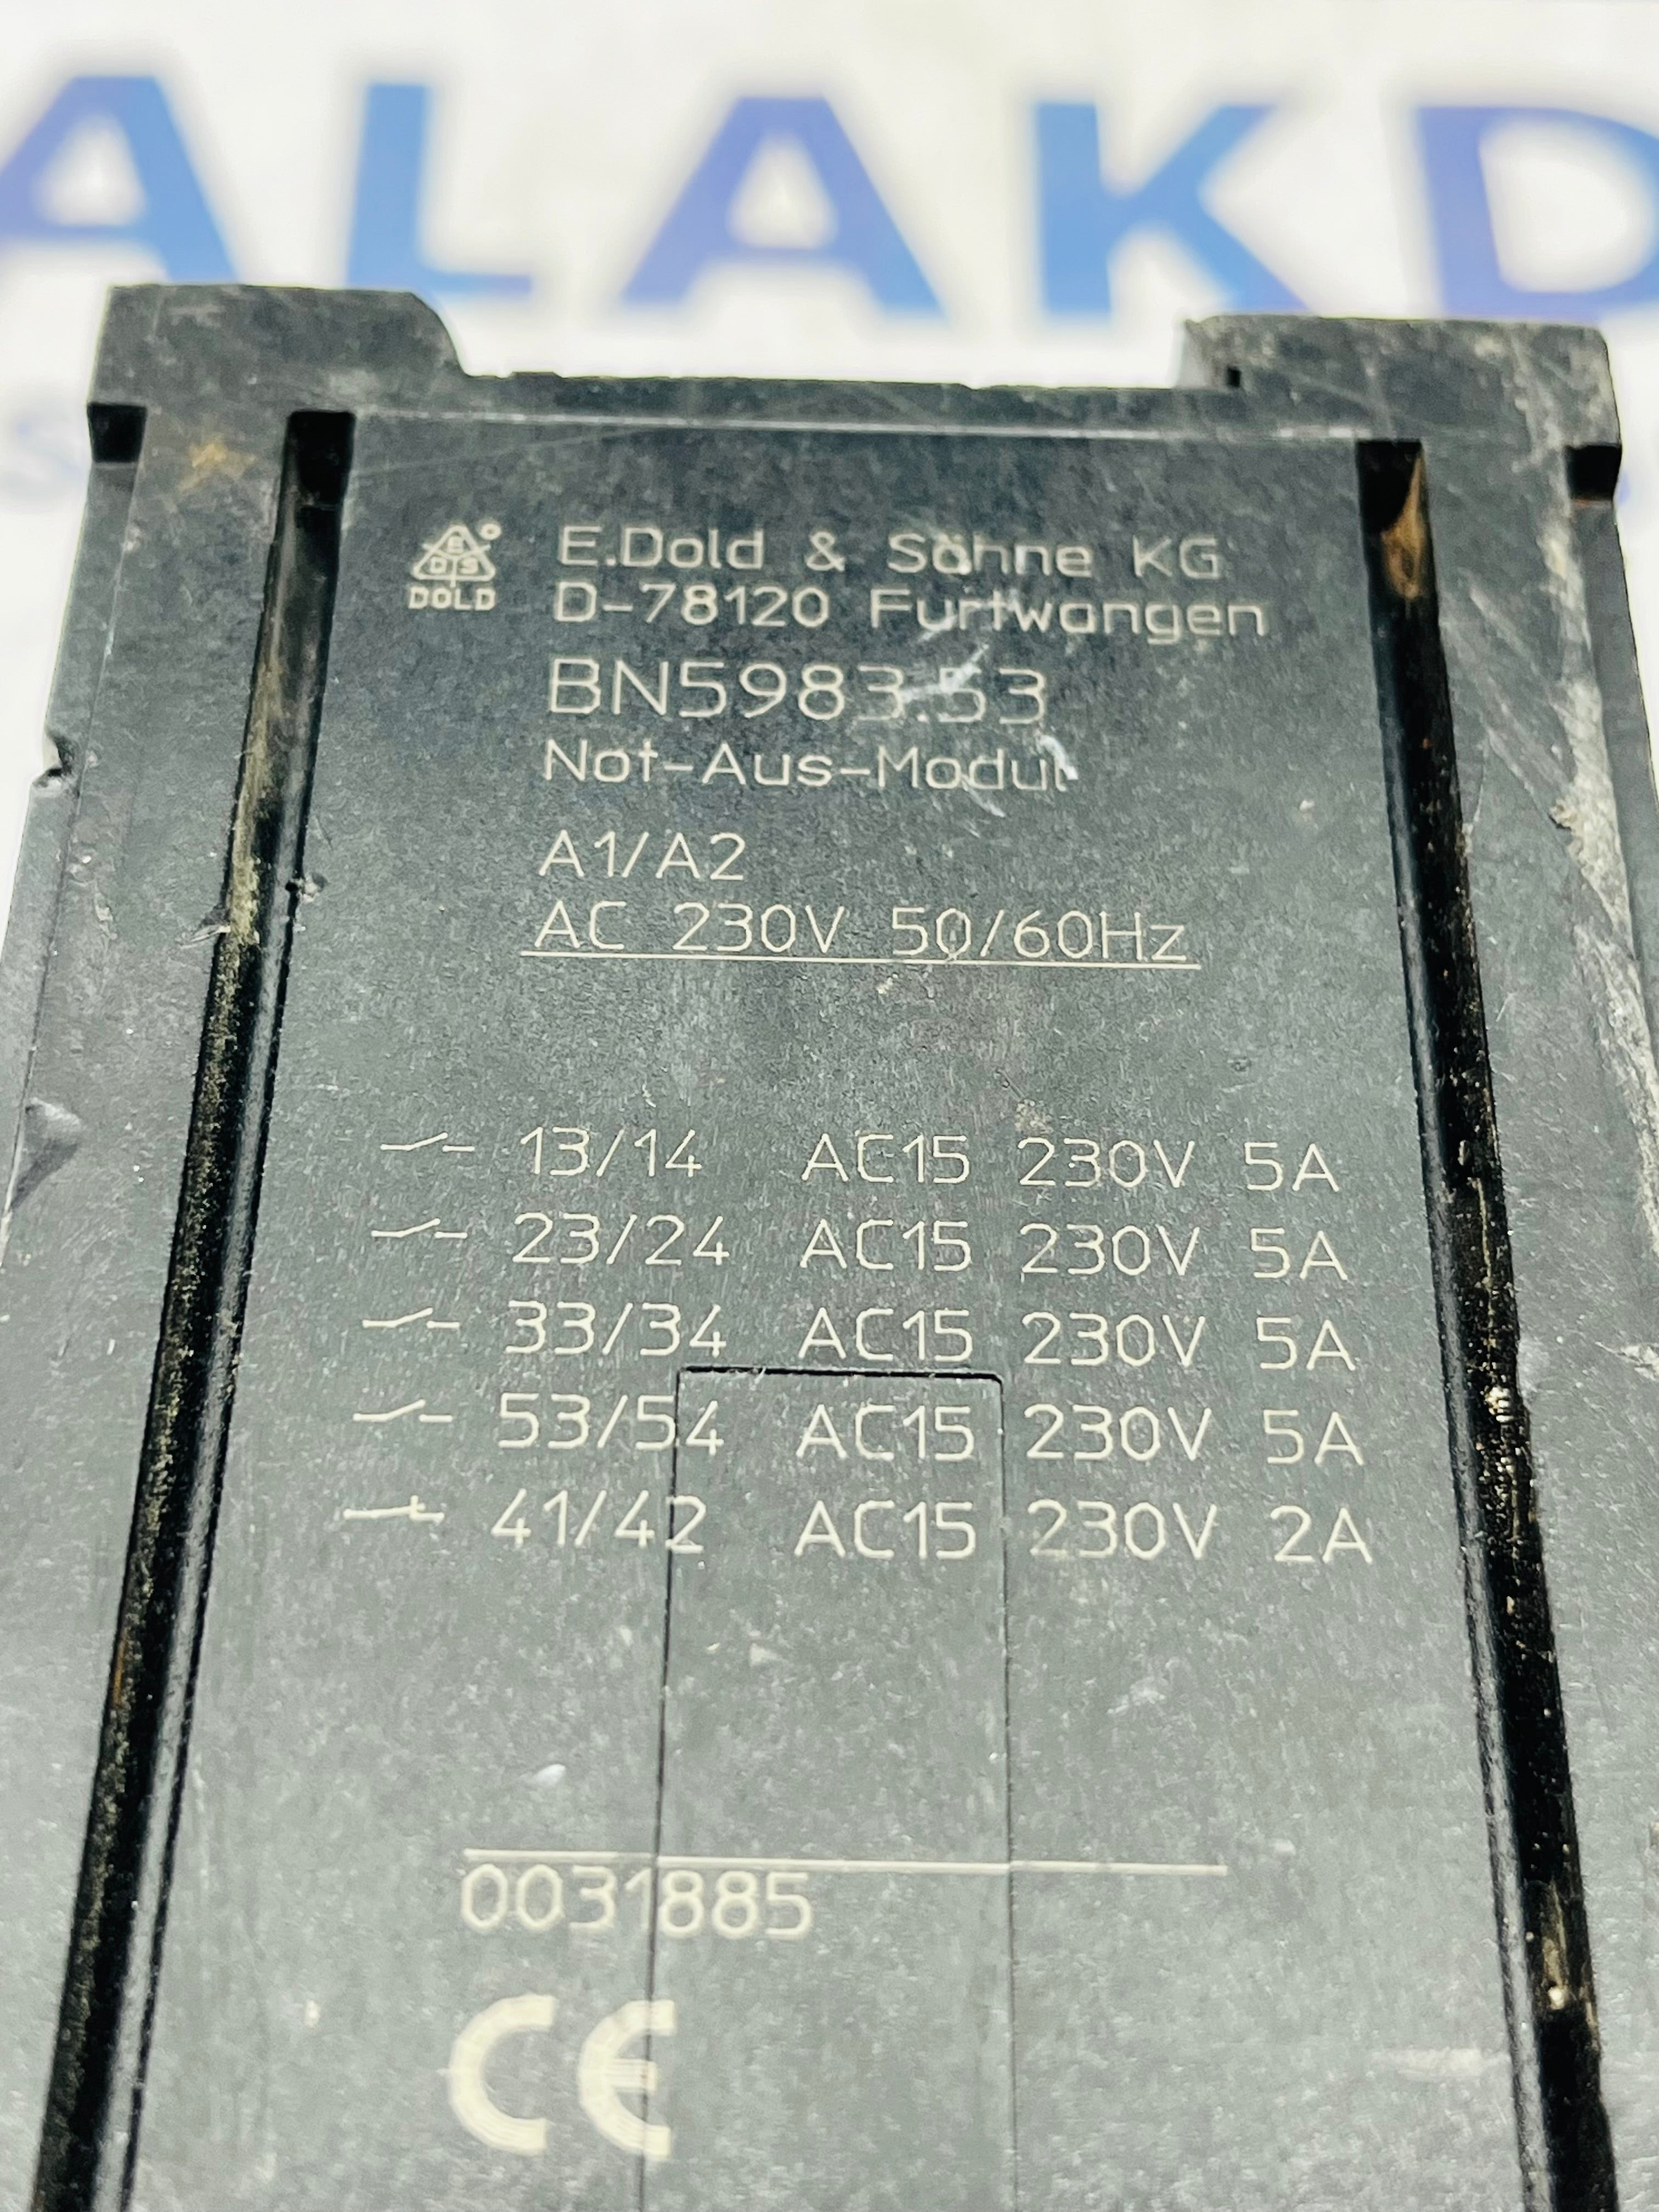 ALAKD
E.Dold & Söhne KG
DOLD
D-78120 Furtwangen
BN5983.53
Not-Aus-Modul
A1/A2
AC 230V 50/60Hz
13/14 AC15 230V 5A
23/24 AC15 230V 5A
33/34 AC15 230V 5A
53/54 AC15 230V 5A
41/42 AC15 230V 2A
0031885
CE